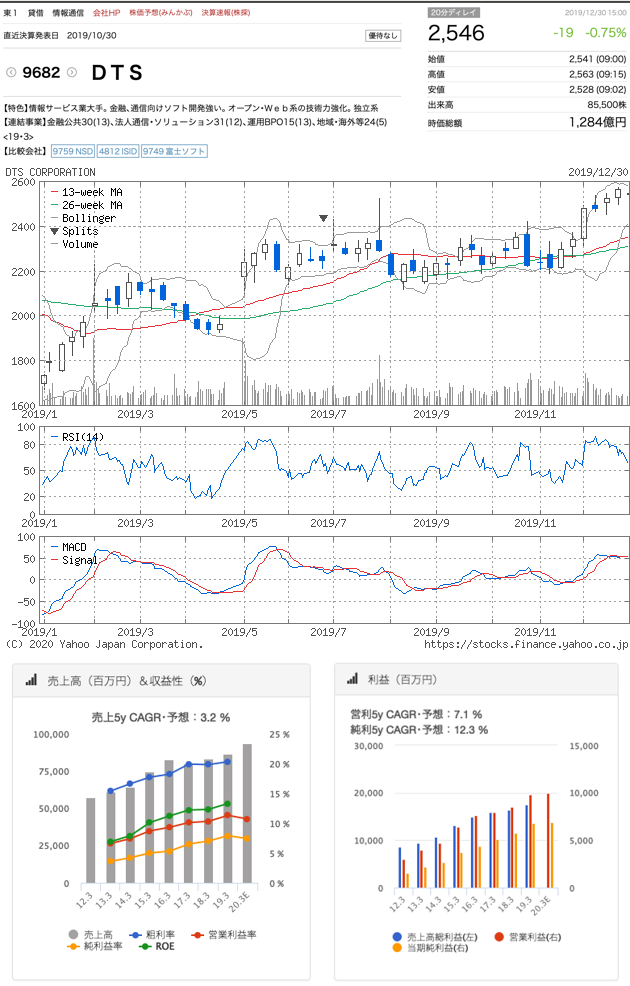 東１ 貸借 情報通信 会社HP 株価予想(みんかぶ) 決算速報(株探)
直近決算発表日 2019/10/30 優待なし
9682 ＤＴＳ
20分ディレイ 2019/12/30 15:00
2,546 -19 -0.75%
始値 2,541 (09:00)
高値 2,563 (09:15)
安値 2,528 (09:02)
出来高 85,500株
時価総額 1,284億円
【特色】情報サービス業大手。金融、通信向けソフト開発強い。オープン・Ｗｅｂ系の技術力強化。独立系
【連結事業】金融公共30(13)、法人通信・ソリューション31(12)、運用BPO15(13)、地域・海外等24(5)
<19・3>
【比較会社】 9759 NSD 4812 ISID 9749 富士ソフト
DTS CORPORATION 2019/12/30
13-week MA
26-week MA
Bollinger
Splits
Volume
2600
2400
2200
2000
1800
1600
2019/1 2019/3 2019/5 2019/7 2019/9 2019/11
RSI(14)
100
80
50
20
0
2019/1 2019/3 2019/5 2019/7 2019/9 2019/11
MACD
Signal
100
50
0
-50
-100
2019/1 2019/3 2019/5 2019/7 2019/9 2019/11
(C) 2020 Yahoo Japan Corporation. https://stocks.finance.yahoo.co.jp
売上高（百万円）＆収益性（%）
売上5y CAGR・予想：3.2 %
100,000
75,000
50,000
25,000
0
25 %
20 %
15 %
10 %
5 %
0 %
12.3 13.3 14.3 15.3 16.3 17.3 18.3 19.3 20.3E
売上高 粗利率 営業利益率
純利益率 ROE
利益（百万円）
営利5y CAGR・予想：7.1 %
純利5y CAGR・予想：12.3 %
30,000
20,000
10,000
0
15,000
10,000
5,000
0
12.3 13.3 14.3 15.3 16.3 17.3 18.3 19.3 20.3E
売上高総利益(左) 営業利益(右)
当期純利益(右)